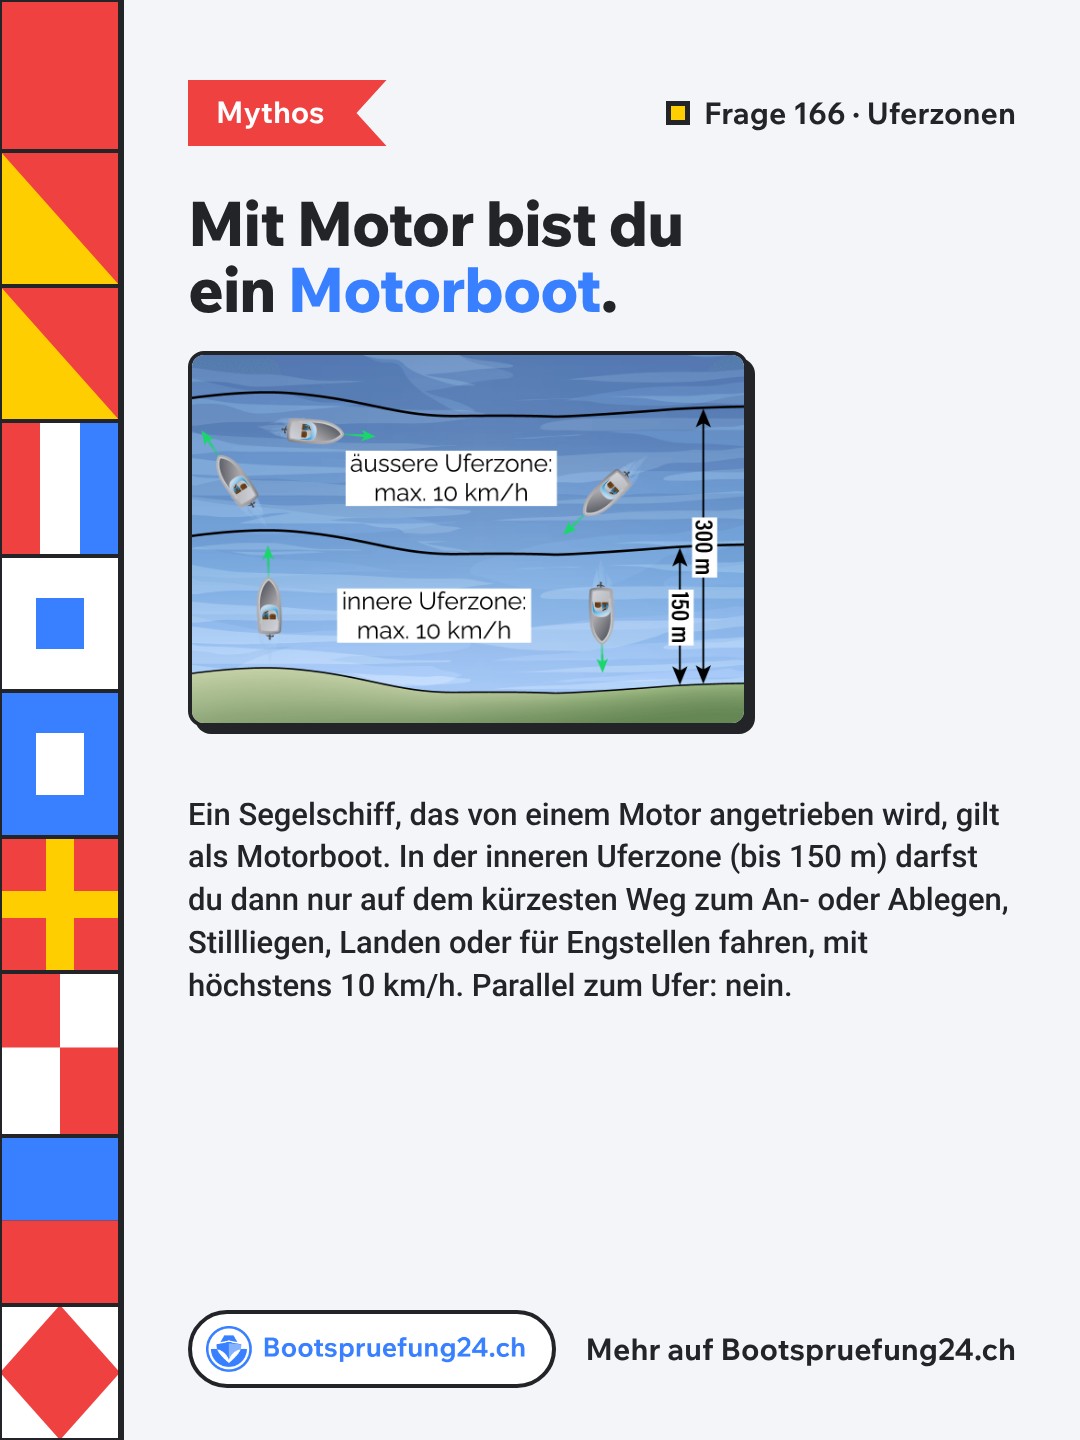 Mythos
Frage 166 · Uferzonen
Mit Motor bist du
ein Motorboot.
äussere Uferzone:
max. 10 km/h
300 m
innere Uferzone:
max. 10 km/h
150 m
Ein Segelschiff, das von einem Motor angetrieben wird, gilt
als Motorboot. In der inneren Uferzone (bis 150 m) darfst
du dann nur auf dem kürzesten Weg zum An- oder Ablegen,
Stillliegen, Landen oder für Engstellen fahren, mit
höchstens 10 km/h. Parallel zum Ufer: nein.
Bootspruefung24.ch
Mehr auf Bootspruefung24.ch